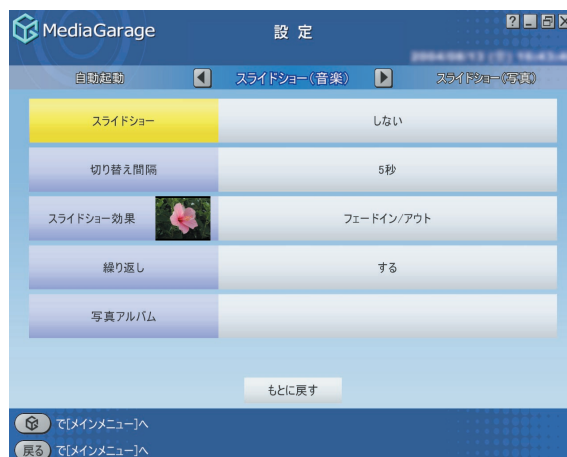 MediaGarage
設定
自動起動
スライドショー(音楽)
スライドショー(写真)
スライドショー
しない
切り替え間隔
5秒
スライドショー効果
フェードイン/アウト
繰り返し
する
写真アルバム
もとに戻す
で[メインメニュー]へ
戻る で[メインメニュー]へ